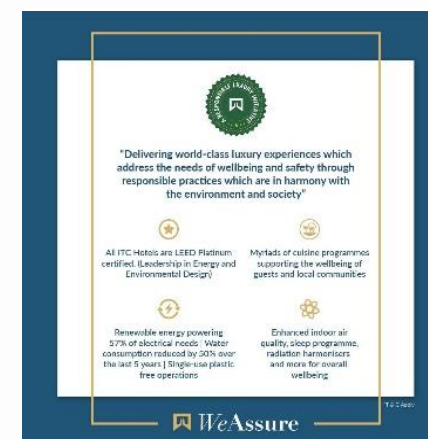 A RESPONSIBLE LUXURY INITIATIVE
"Delivering world-class luxury experiences which
address the needs of wellbeing and safety through
responsible practices which are in harmony with
the environment and society"
All ITC Hotels are LEED Platinum
certified. (Leadership in Energy and
Environmental Design)
Myriads of cuisine programmes
supporting the wellbeing of
guests and local communities
Renewable energy powering
57% of electrical needs | Water
consumption reduced by 50% over
the last 5 years | Single-use plastic
free operations
Enhanced indoor air
quality, sleep programme,
radiation harmonisers
and more for overall
wellbeing
*T & C Apply
WeAssure